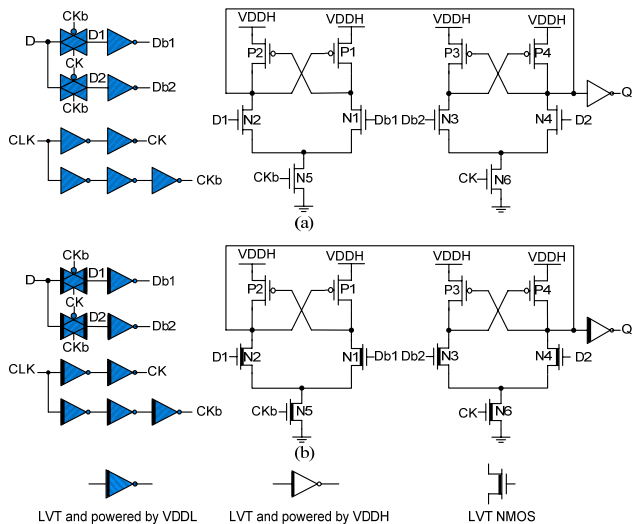 CKb
D D1 Db1
CK
D2 Db2
CKb
CLK CK
CKb
VDDH VDDH VDDH VDDH
P2 P1 P3 P4
Q
D1 N2 N1 Db1 Db2 N3 N4 D2
CKb N5 CK N6
(a)
CKb
D D1 Db1
CK
D2 Db2
CKb
CLK CK
CKb
VDDH VDDH VDDH VDDH
P2 P1 P3 P4
Q
D1 N2 N1 Db1 Db2 N3 N4 D2
CKb N5 CK N6
(b)
LVT and powered by VDDL LVT and powered by VDDH LVT NMOS